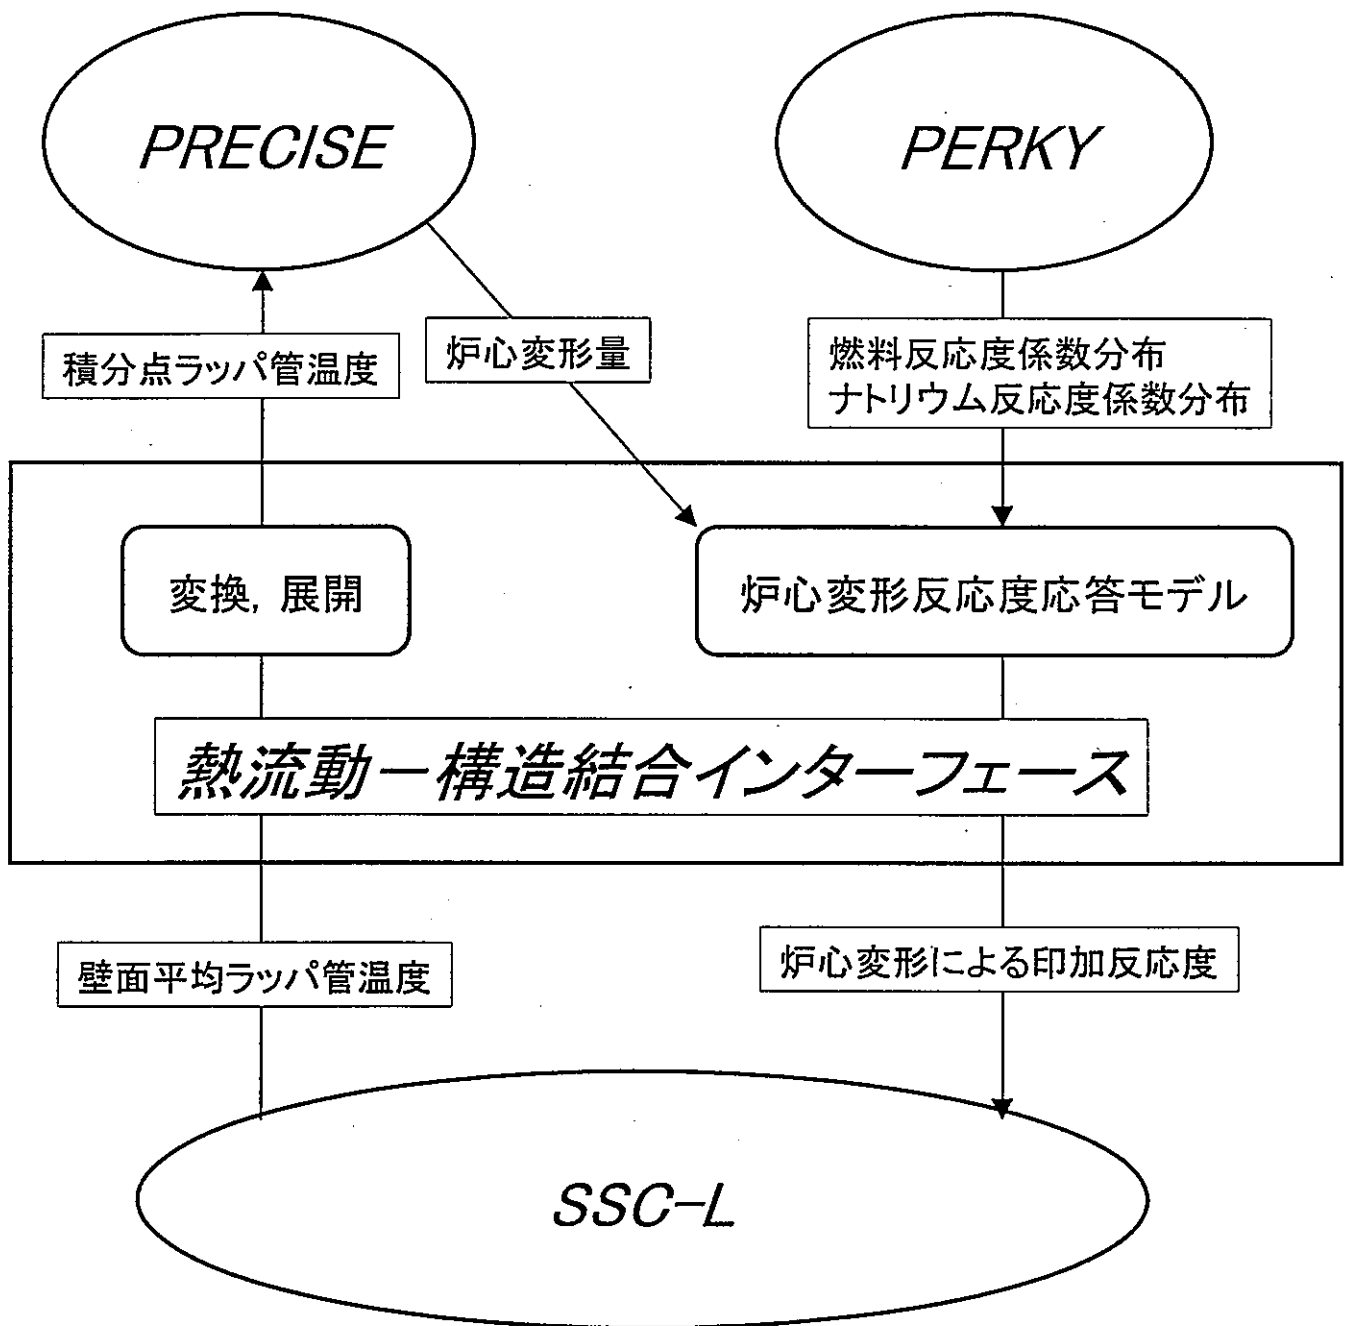 PRECISE
PERKY
積分点ラッパ管温度
炉心変形量
燃料反応度係数分布
ナトリウム反応度係数分布
変換, 展開
炉心変形反応度応答モデル
熱流動－構造結合インターフェース
壁面平均ラッパ管温度
炉心変形による印加反応度
SSC-L